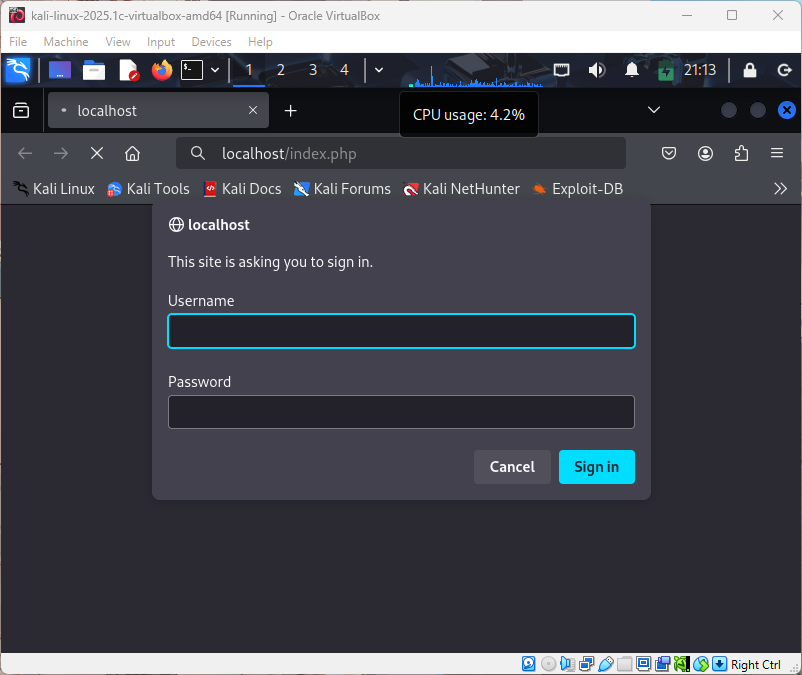 kali-linux-2025.1c-virtualbox-amd64 [Running] - Oracle VirtualBox
File Machine View Input Devices Help
1 2 3 4 21:13
localhost
CPU usage: 4.2%
localhost/index.php
Kali Linux Kali Tools Kali Docs Kali Forums Kali NetHunter Exploit-DB
localhost
This site is asking you to sign in.
Username
Password
Cancel Sign in
Right Ctrl